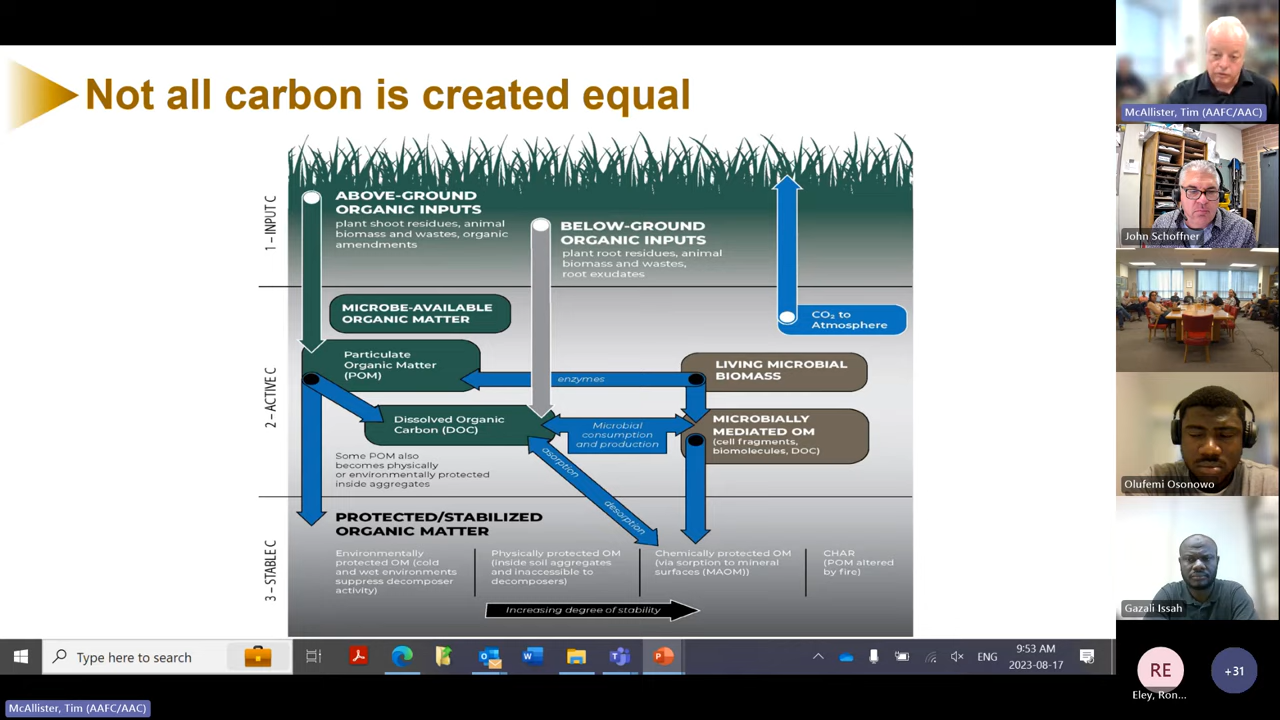 Not all carbon is created equal
1 – INPUT C
ABOVE-GROUND
ORGANIC INPUTS
plant shoot residues, animal
biomass and wastes, organic
amendments
BELOW-GROUND
ORGANIC INPUTS
plant root residues, animal
biomass and wastes,
root exudates
CO₂ to
Atmosphere
2 – ACTIVE C
MICROBE-AVAILABLE
ORGANIC MATTER
Particulate
Organic Matter
(POM)
enzymes
LIVING MICROBIAL
BIOMASS
Dissolved Organic
Carbon (DOC)
Microbial
consumption
and production
MICROBIALLY
MEDIATED OM
(cell fragments,
biomolecules, DOC)
Some POM also
becomes physically
or environmentally protected
inside aggregates
asorption
desorption
3 – STABLE C
PROTECTED/STABILIZED
ORGANIC MATTER
Environmentally
protected OM (cold
and wet environments
suppress decomposer
activity)
Physically protected OM
(inside soil aggregates
and inaccessible to
decomposers)
Chemically protected OM
(via sorption to mineral
surfaces (MAOM))
CHAR
(POM altered
by fire)
Increasing degree of stability
Type here to search
ENG
9:53 AM
2023-08-17
McAllister, Tim (AAFC/AAC)
McAllister, Tim (AAFC/AAC)
John Schoffner
Olufemi Osonowo
Gazali Issah
RE
Eley, Ron...
+31